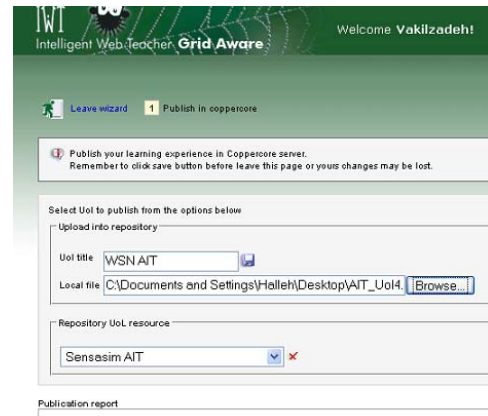 IWT
Intelligent Web Teacher Grid Aware
Welcome Vakilzadeh!
Leave wizard 1 Publish in coppercore
Publish your learning experience in Coppercore server.
Remember to click save button before leave this page or yours changes may be lost.
Select Uol to publish from the options below
Upload into repository
Uol title WSN AIT
Local file C:\Documents and Settings\Halleh\Desktop\AIT_Uol4. Browse...
Repository UoL resource
Sensasim AIT
Publication report